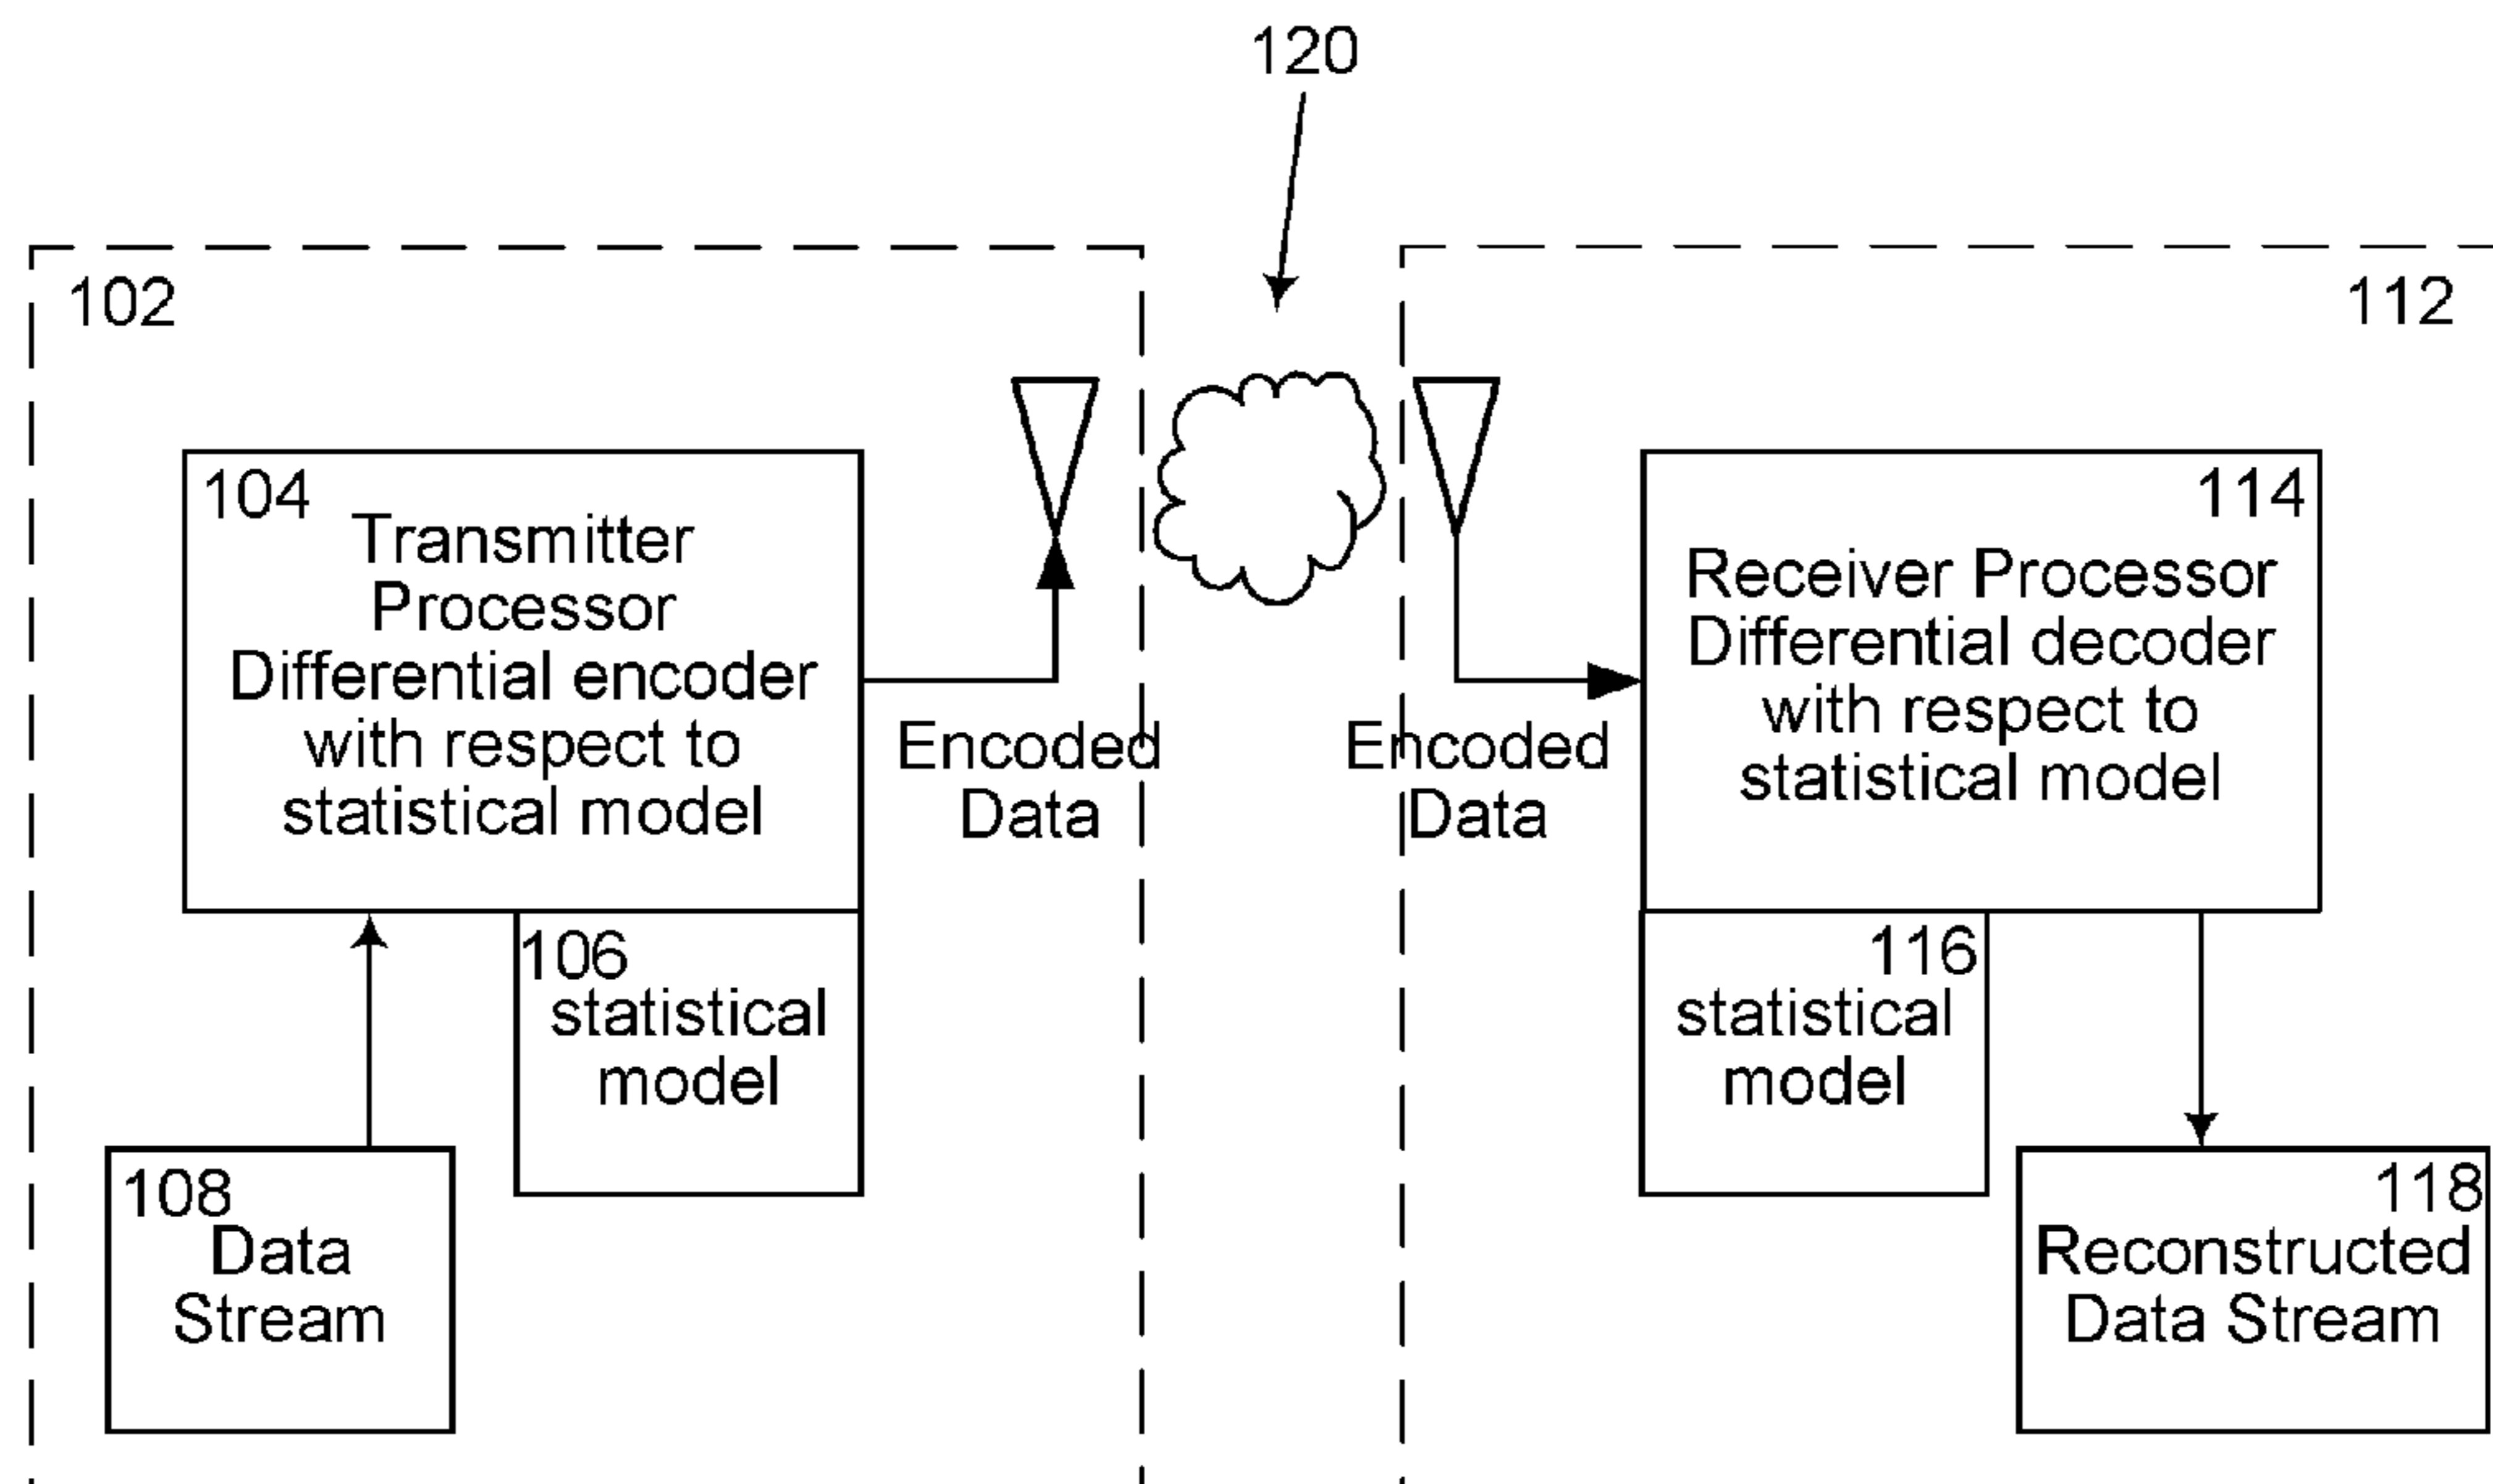 120
102
112
104
Transmitter
Processor
Differential encoder
with respect to
statistical model
Encoded
Data
Encoded
Data
114
Receiver Processor
Differential decoder
with respect to
statistical model
106
statistical
model
116
statistical
model
108
Data
Stream
118
Reconstructed
Data Stream